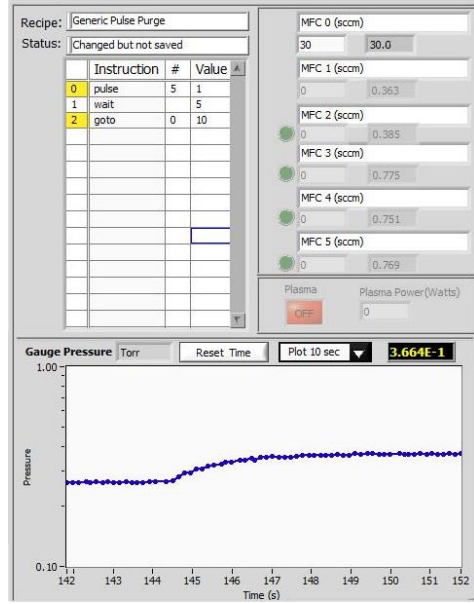 Recipe: Generic Pulse Purge
Status: Changed but not saved
Instruction # Value
0 pulse 5 1
1 wait 5
2 goto 0 10
MFC 0 (sccm)
30 30.0
MFC 1 (sccm)
0 0.363
MFC 2 (sccm)
0 0.385
MFC 3 (sccm)
0 0.775
MFC 4 (sccm)
0 0.751
MFC 5 (sccm)
0 0.769
Plasma Plasma Power(Watts)
OFF 0
Gauge Pressure Torr Reset Time Plot 10 sec 3.664E-1
1.00
Pressure
0.10
142 143 144 145 146 147 148 149 150 151 152
Time (s)